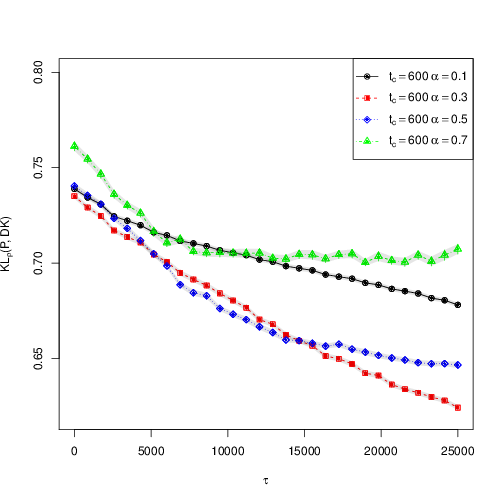 t_c = 600 α = 0.1
t_c = 600 α = 0.3
t_c = 600 α = 0.5
t_c = 600 α = 0.7
0.80
0.75
0.70
0.65
KL_P(P, DK)
0 5000 10000 15000 20000 25000
τ